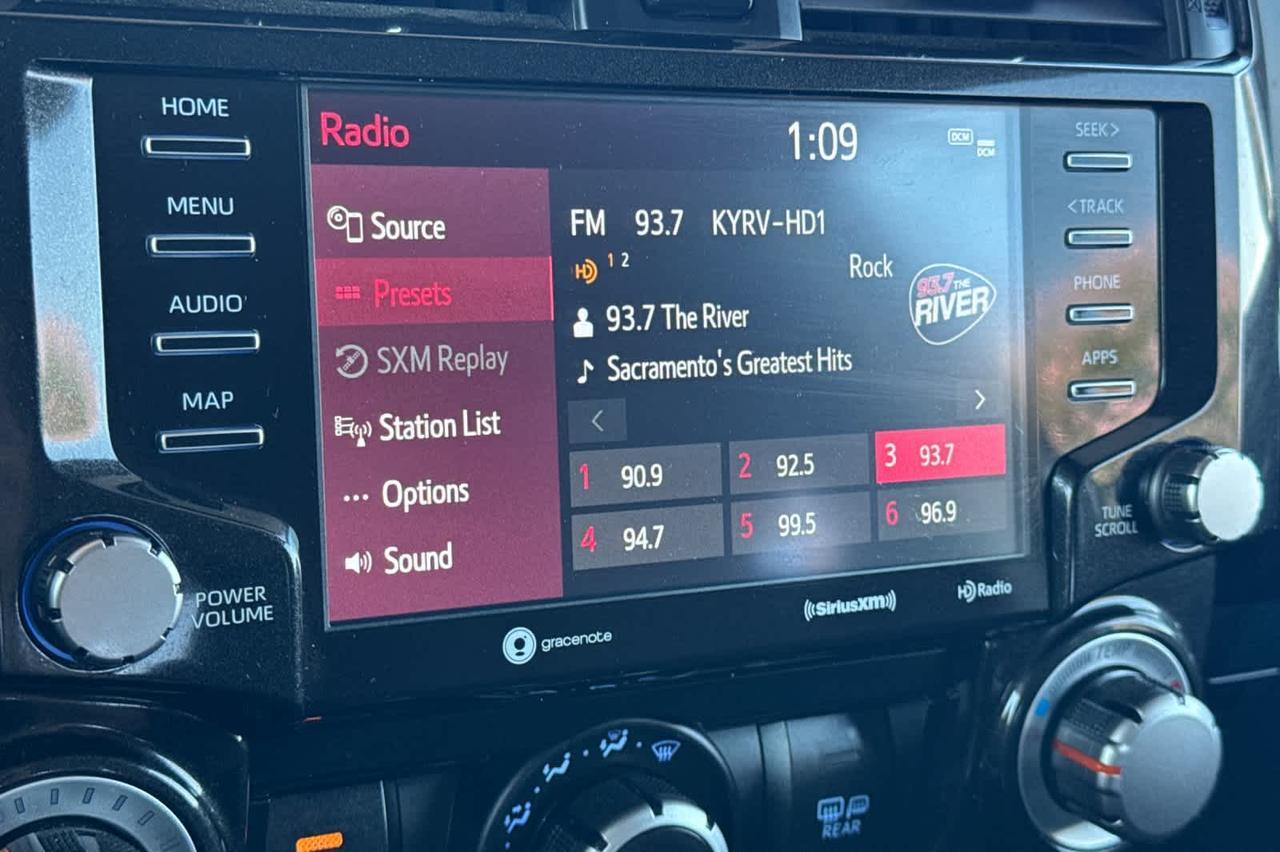 HOME
MENU
AUDIO
MAP
POWER
VOLUME
Radio
1:09
DCM
DCM
Source
Presets
SXM Replay
Station List
... Options
Sound
FM 93.7 KYRV-HD1
HD 1 2
Rock
93.7 THE
RIVER
93.7 The River
Sacramento's Greatest Hits
< >
1 90.9 2 92.5 3 93.7
4 94.7 5 99.5 6 96.9
gracenote
((SiriusXM))
HD Radio
SEEK >
< TRACK
PHONE
APPS
TUNE
SCROLL
TEMP
REAR